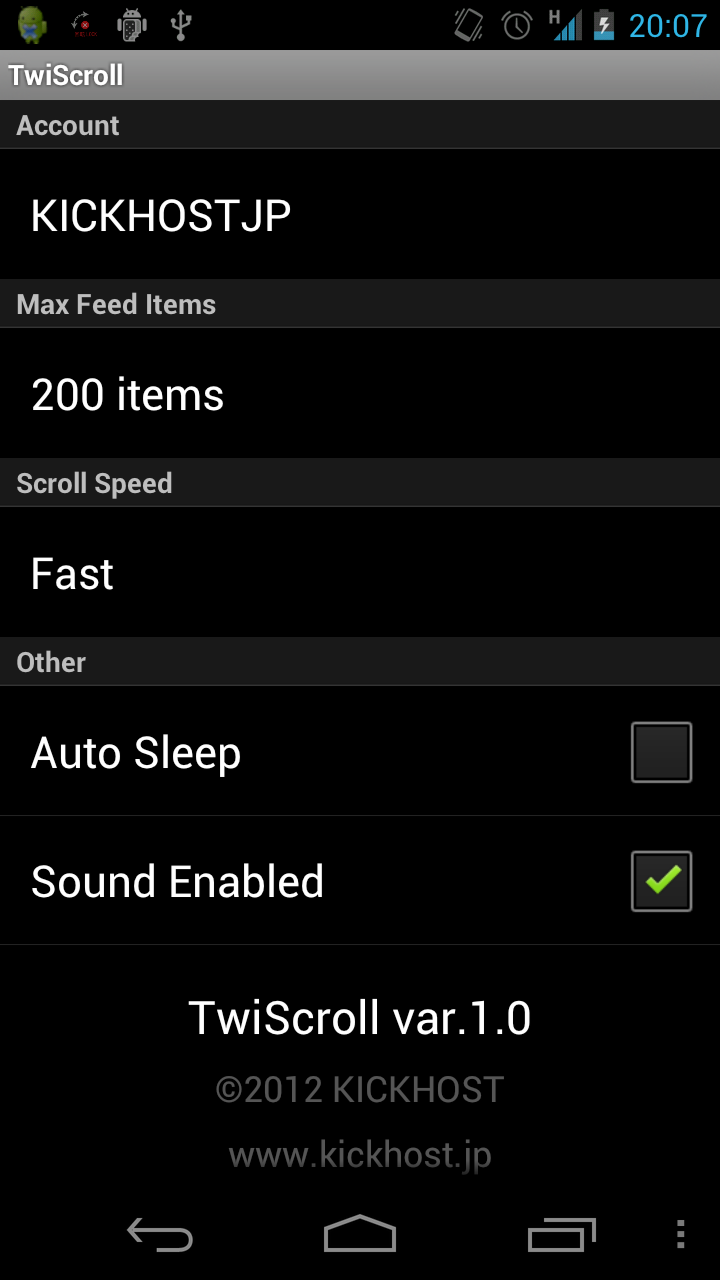 H 20:07
TwiScroll
Account
KICKHOSTJP
Max Feed Items
200 items
Scroll Speed
Fast
Other
Auto Sleep
Sound Enabled
TwiScroll var.1.0
©2012 KICKHOST
www.kickhost.jp